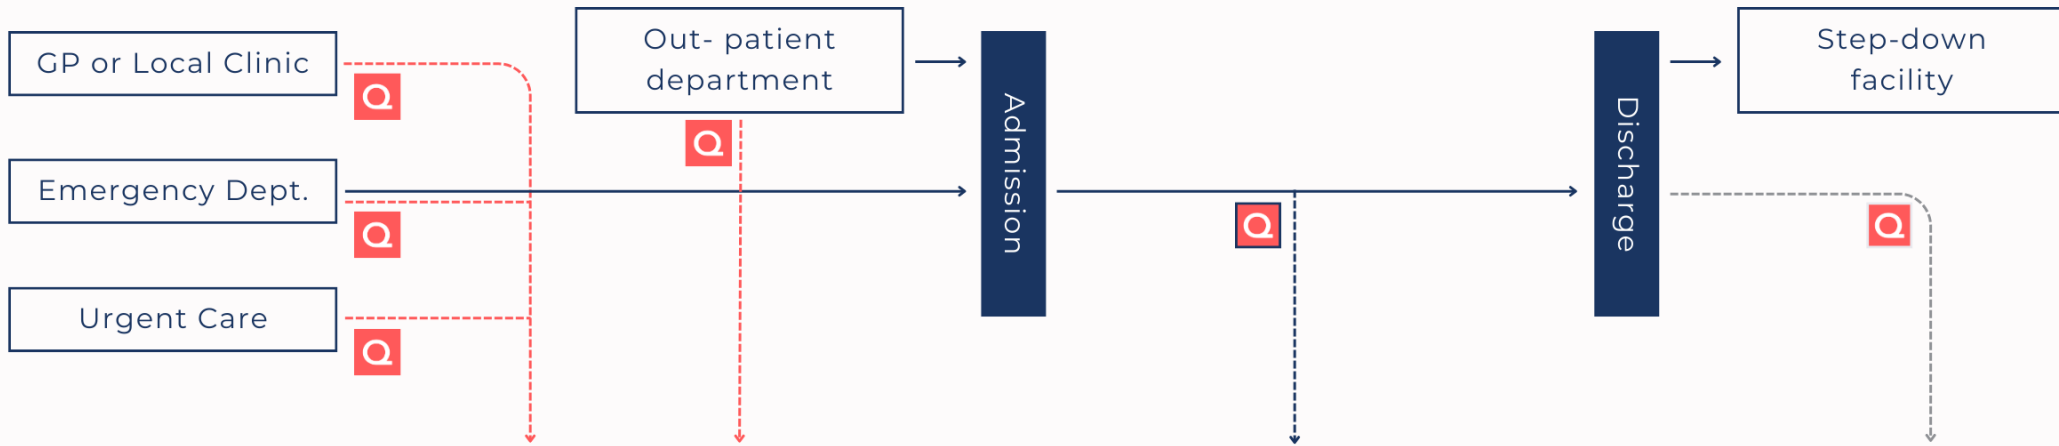 GP or Local Clinic
Out- patient
department
Step-down
facility
Admission
Discharge
Emergency Dept.
Urgent Care
Q
Q
Q
Q
Q
Q